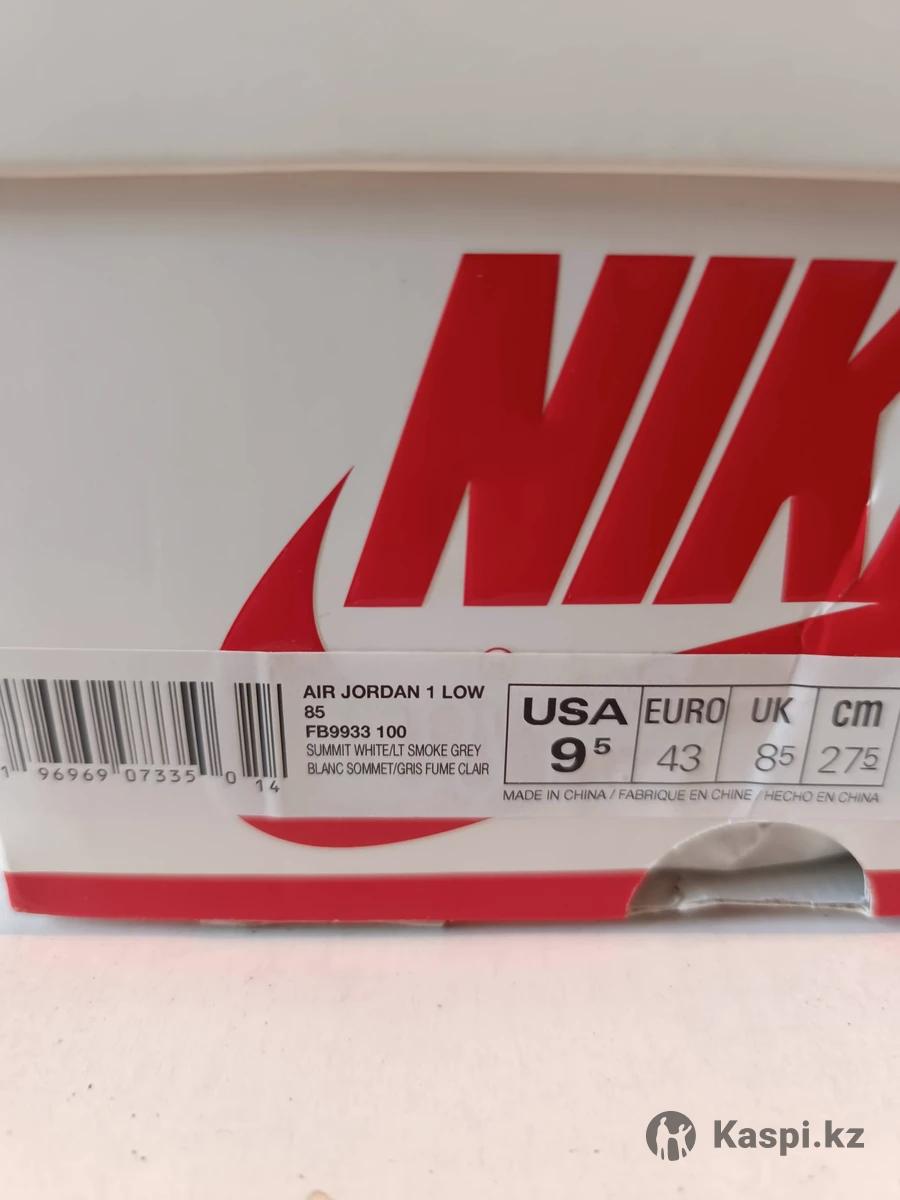 NIK
AIR JORDAN 1 LOW
85
FB9933 100
SUMMIT WHITE/LT SMOKE GREY
BLANC SOMMET/GRIS FUME CLAIR
1 96969 07335 0 14
USA EURO UK cm
9⁵ 43 8⁵ 27⁵
MADE IN CHINA / FABRIQUE EN CHINE / HECHO EN CHINA
Kaspi.kz